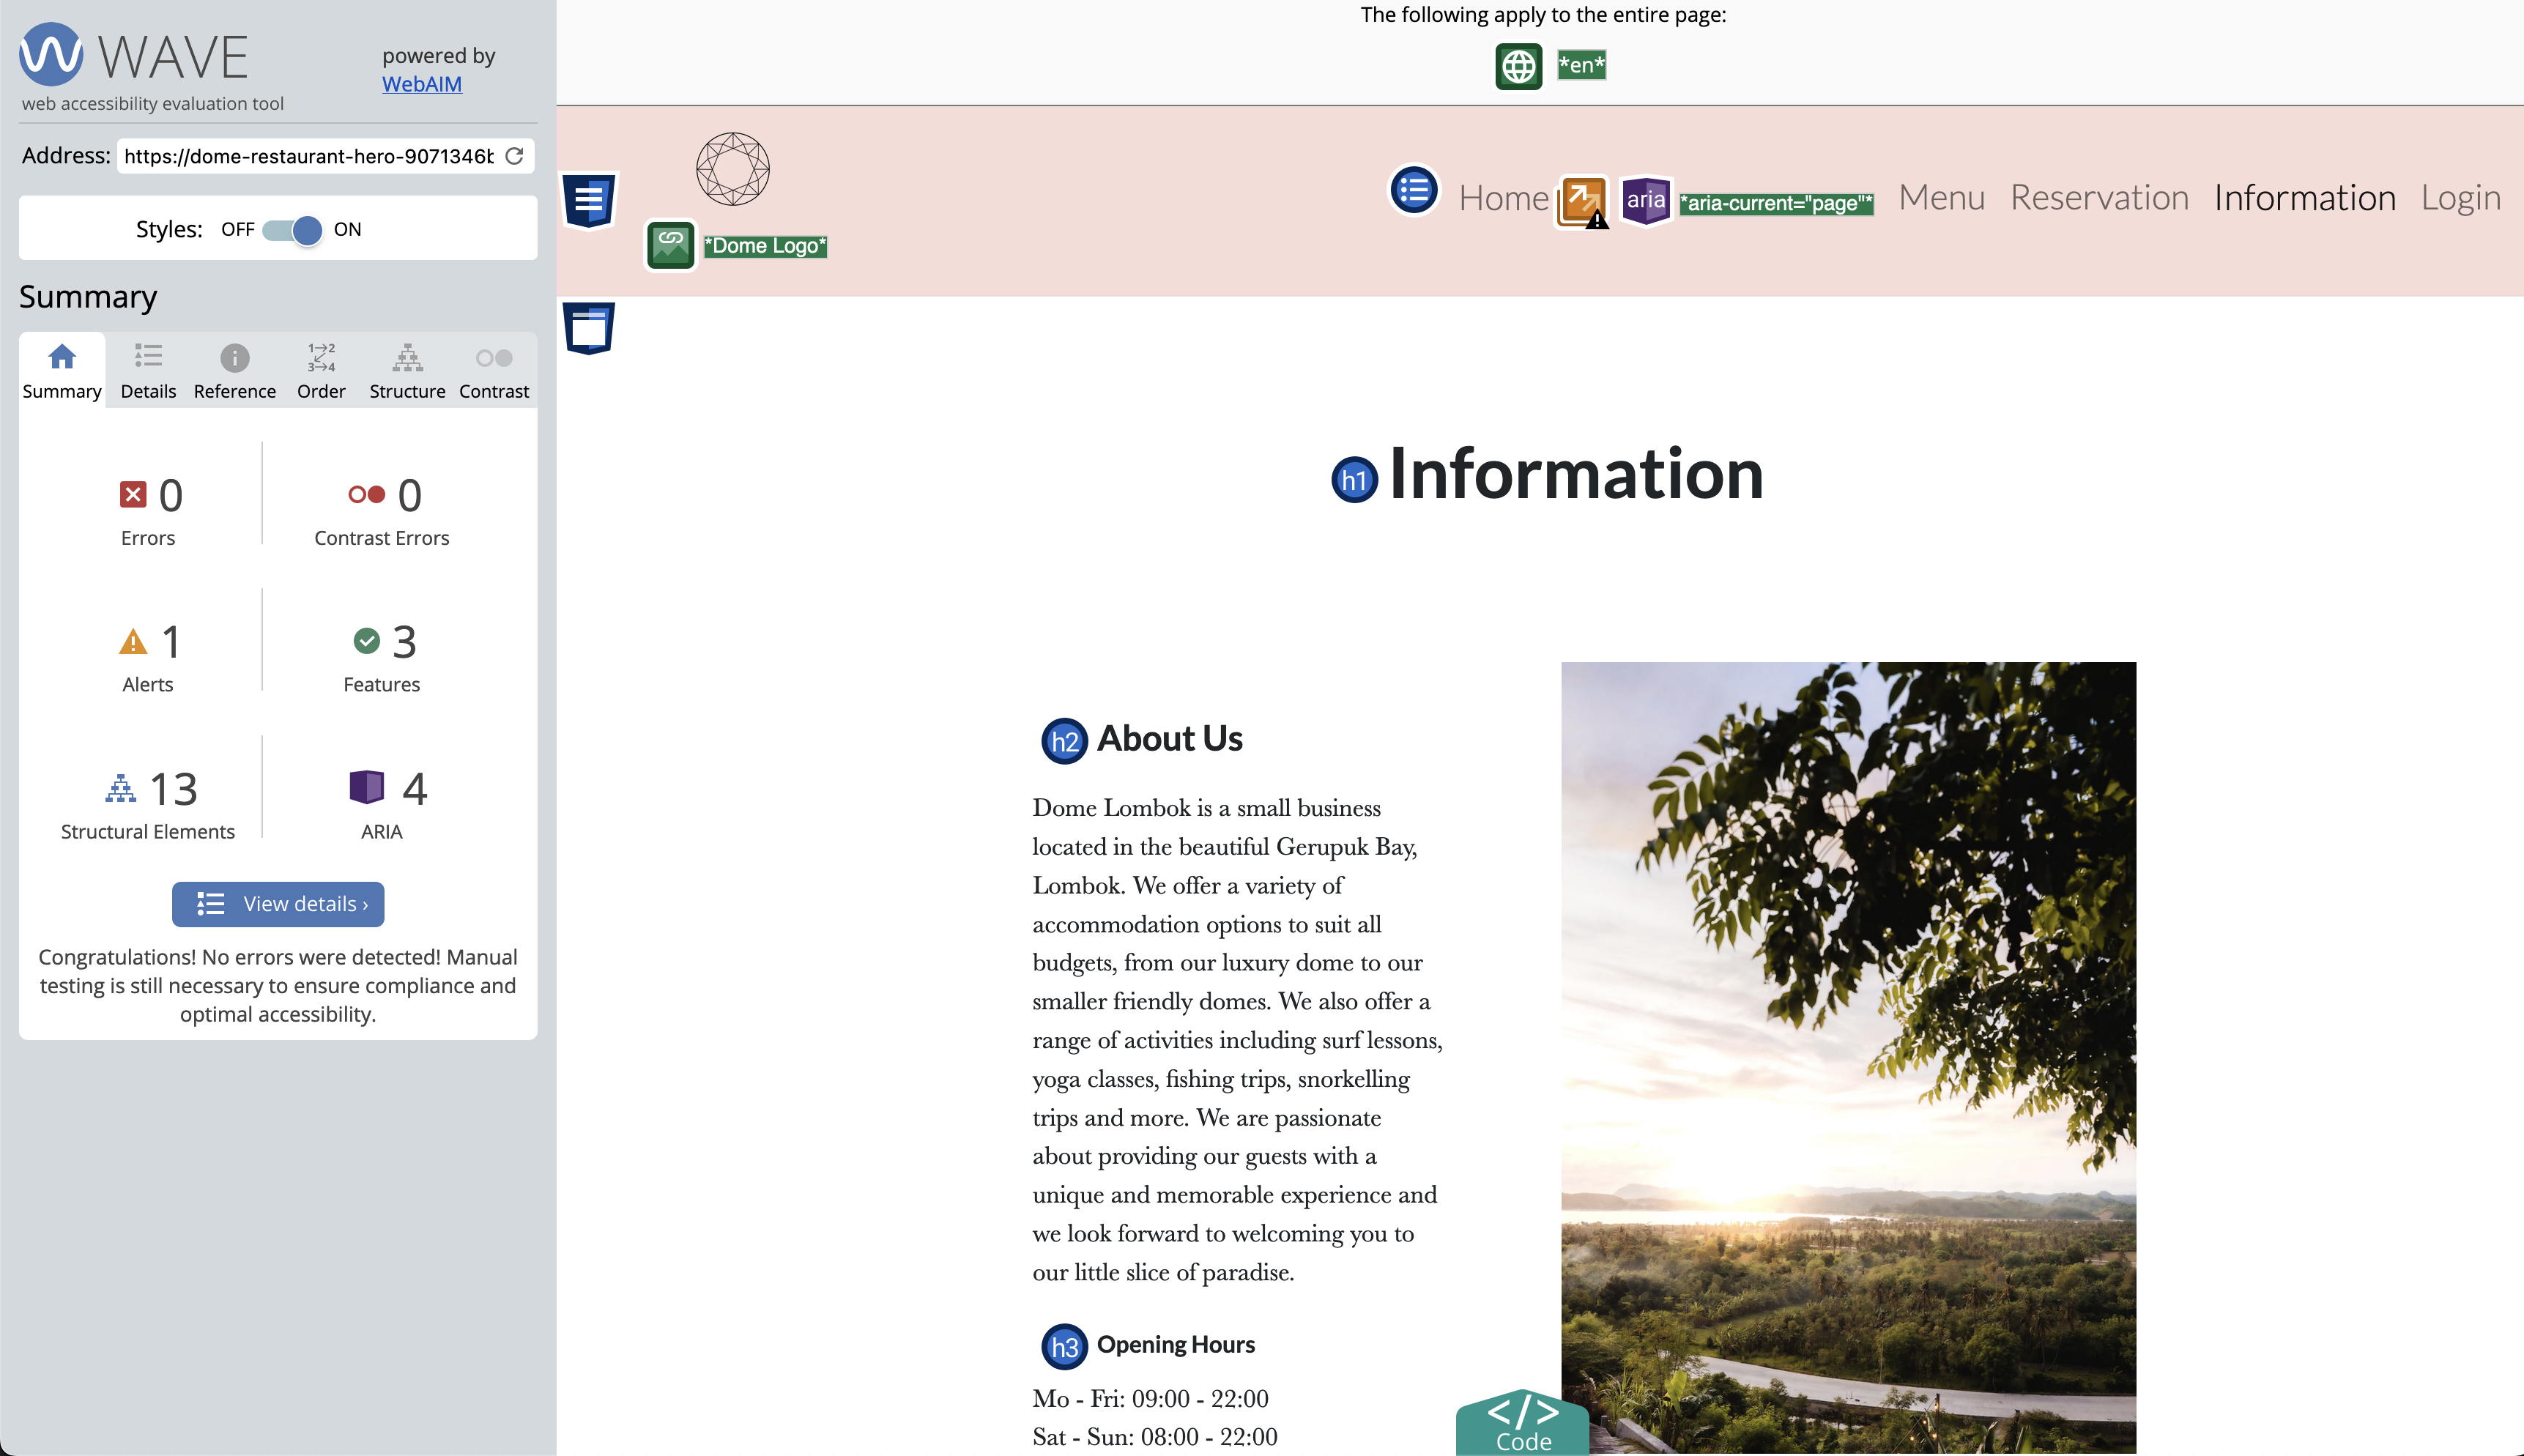 WAVE
powered by
WebAIM
web accessibility evaluation tool
Address: https://dome-restaurant-hero-9071346b
Styles: OFF ON
Summary
Summary Details Reference Order Structure Contrast
0 0
Errors Contrast Errors
1 3
Alerts Features
13 4
Structural Elements ARIA
View details ›
Congratulations! No errors were detected! Manual
testing is still necessary to ensure compliance and
optimal accessibility.
The following apply to the entire page:
*en*
*Dome Logo*
Home aria *aria-current="page"* Menu Reservation Information Login
h1 Information
h2 About Us
Dome Lombok is a small business
located in the beautiful Gerupuk Bay,
Lombok. We offer a variety of
accommodation options to suit all
budgets, from our luxury dome to our
smaller friendly domes. We also offer a
range of activities including surf lessons,
yoga classes, fishing trips, snorkelling
trips and more. We are passionate
about providing our guests with a
unique and memorable experience and
we look forward to welcoming you to
our little slice of paradise.
h3 Opening Hours
Mo - Fri: 09:00 - 22:00
Sat - Sun: 08:00 - 22:00
</>
Code